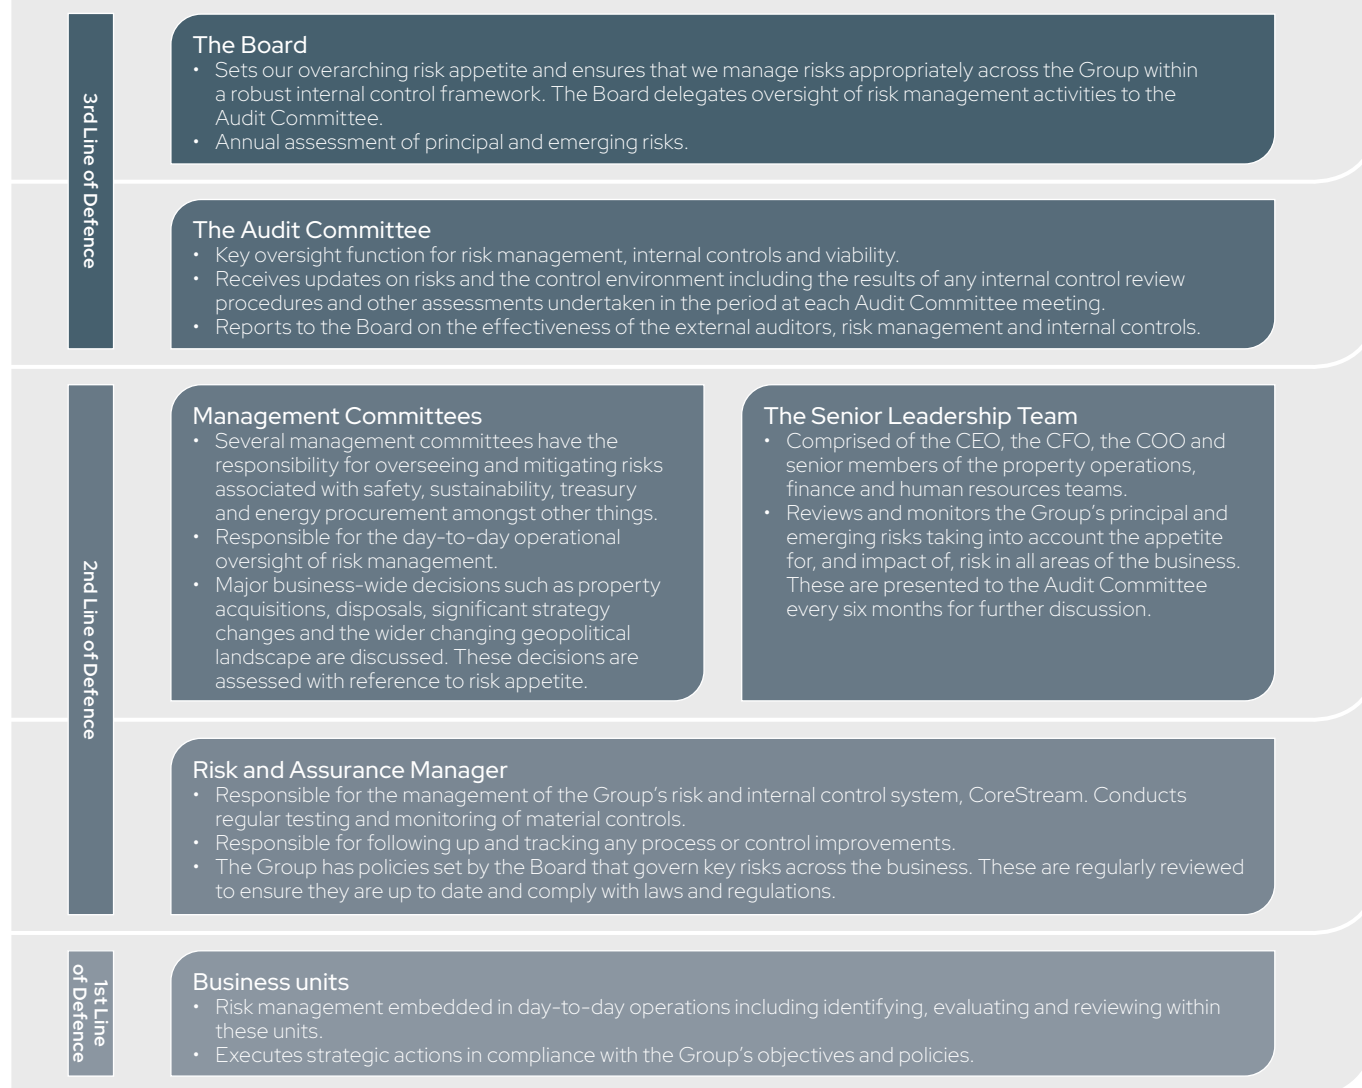 3rd Line of Defence
The Board
• Sets our overarching risk appetite and ensures that we manage risks appropriately across the Group within
a robust internal control framework. The Board delegates oversight of risk management activities to the
Audit Committee.
• Annual assessment of principal and emerging risks.
The Audit Committee
• Key oversight function for risk management, internal controls and viability.
• Receives updates on risks and the control environment including the results of any internal control review
procedures and other assessments undertaken in the period at each Audit Committee meeting.
• Reports to the Board on the effectiveness of the external auditors, risk management and internal controls.
2nd Line of Defence
Management Committees
• Several management committees have the
responsibility for overseeing and mitigating risks
associated with safety, sustainability, treasury
and energy procurement amongst other things.
• Responsible for the day-to-day operational
oversight of risk management.
• Major business-wide decisions such as property
acquisitions, disposals, significant strategy
changes and the wider changing geopolitical
landscape are discussed. These decisions are
assessed with reference to risk appetite.
The Senior Leadership Team
• Comprised of the CEO, the CFO, the COO and
senior members of the property operations,
finance and human resources teams.
• Reviews and monitors the Group's principal and
emerging risks taking into account the appetite
for, and impact of, risk in all areas of the business.
These are presented to the Audit Committee
every six months for further discussion.
Risk and Assurance Manager
• Responsible for the management of the Group's risk and internal control system, CoreStream. Conducts
regular testing and monitoring of material controls.
• Responsible for following up and tracking any process or control improvements.
• The Group has policies set by the Board that govern key risks across the business. These are regularly reviewed
to ensure they are up to date and comply with laws and regulations.
1st Line
of Defence
Business units
• Risk management embedded in day-to-day operations including identifying, evaluating and reviewing within
these units.
• Executes strategic actions in compliance with the Group's objectives and policies.